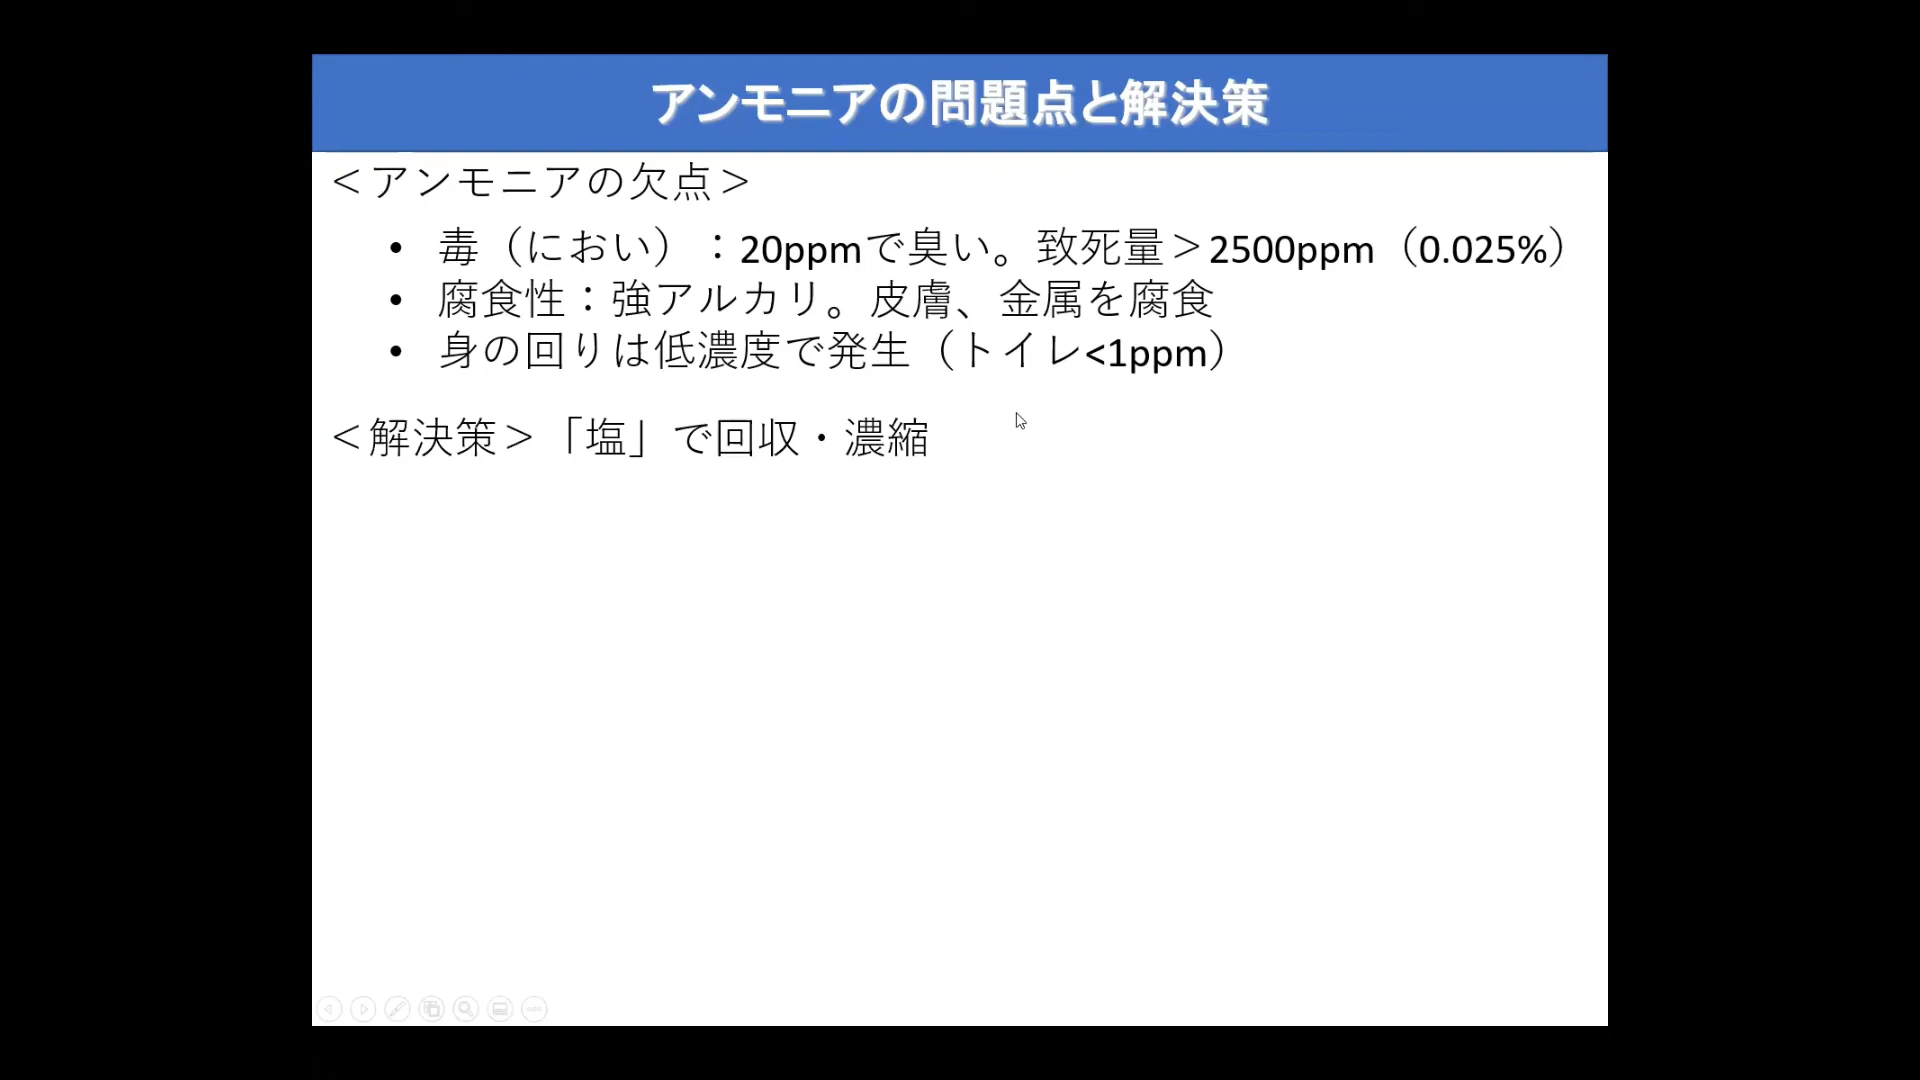 アンモニアの問題点と解決策
＜アンモニアの欠点＞
• 毒（におい）：20ppmで臭い。致死量＞2500ppm（0.025%）
• 腐食性：強アルカリ。皮膚、金属を腐食
• 身の回りは低濃度で発生（トイレ<1ppm）
＜解決策＞「塩」で回収・濃縮